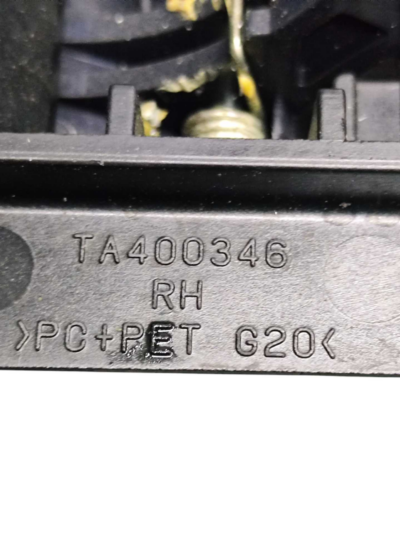 TA400346
RH
>PC+PET G20<